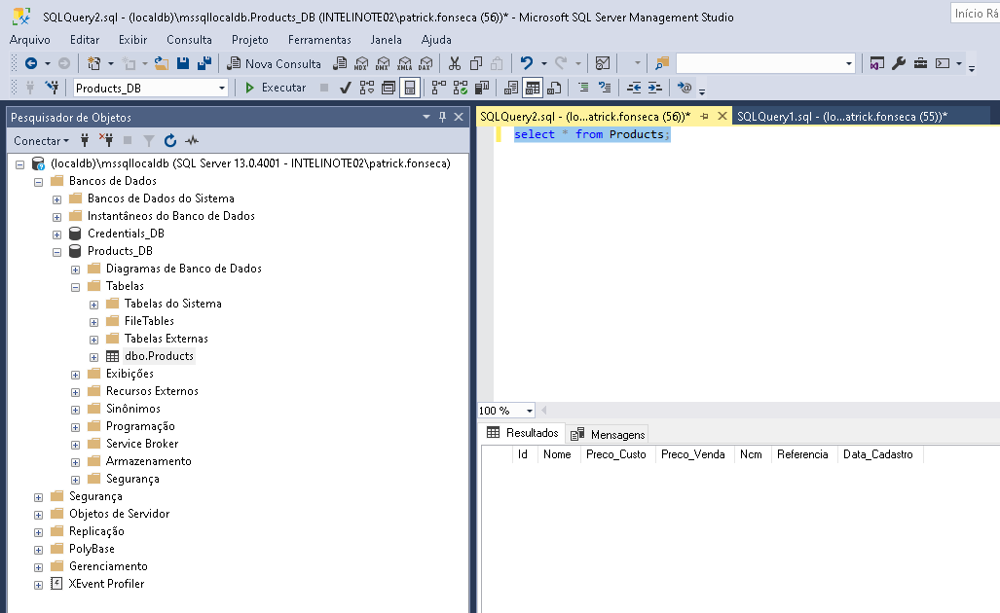 SQLQuery2.sql - (localdb)\mssqllocaldb.Products_DB (INTELINOTE02\patrick.fonseca (56))* - Microsoft SQL Server Management Studio
Início Rá
Arquivo Editar Exibir Consulta Projeto Ferramentas Janela Ajuda
Nova Consulta MDX DMX XMLA DAX
Products_DB Executar
Pesquisador de Objetos
SQLQuery2.sql - (lo...atrick.fonseca (56))* SQLQuery1.sql - (lo...atrick.fonseca (55))*
Conectar
select * from Products;
(localdb)\mssqllocaldb (SQL Server 13.0.4001 - INTELINOTE02\patrick.fonseca)
Bancos de Dados
Bancos de Dados do Sistema
Instantâneos do Banco de Dados
Credentials_DB
Products_DB
Diagramas de Banco de Dados
Tabelas
Tabelas do Sistema
FileTables
Tabelas Externas
dbo.Products
Exibições
Recursos Externos
Sinônimos
Programação
Service Broker
Armazenamento
Segurança
Segurança
Objetos de Servidor
Replicação
PolyBase
Gerenciamento
XEvent Profiler
100 %
Resultados Mensagens
Id Nome Preco_Custo Preco_Venda Ncm Referencia Data_Cadastro